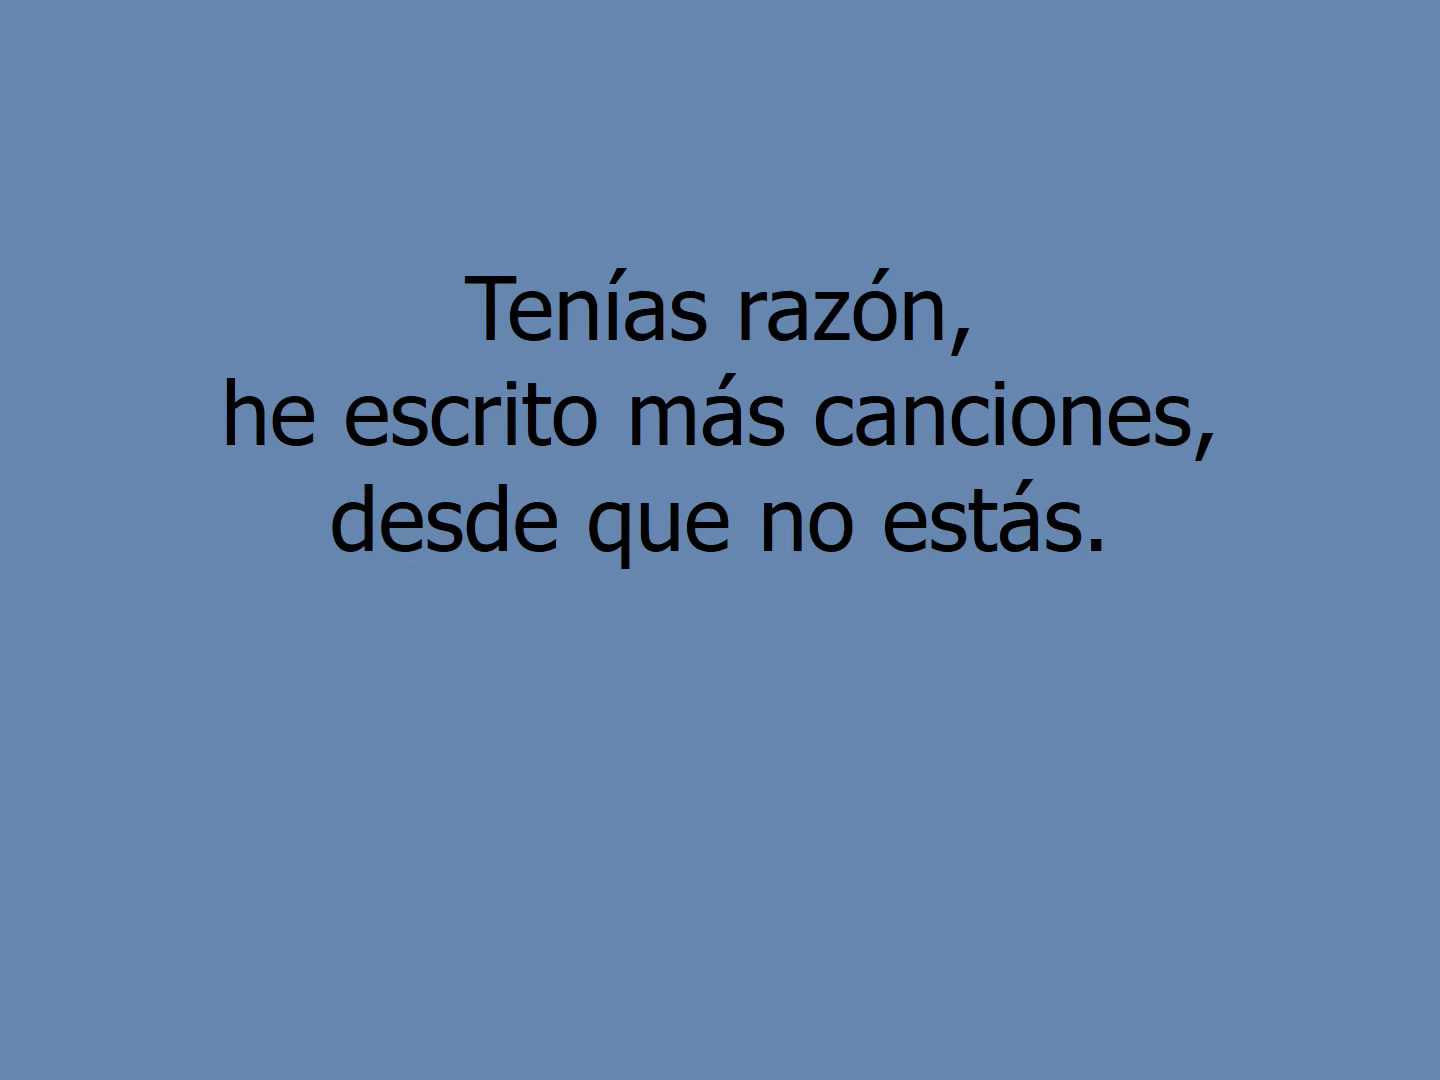 Tenías razón,
he escrito más canciones,
desde que no estás.